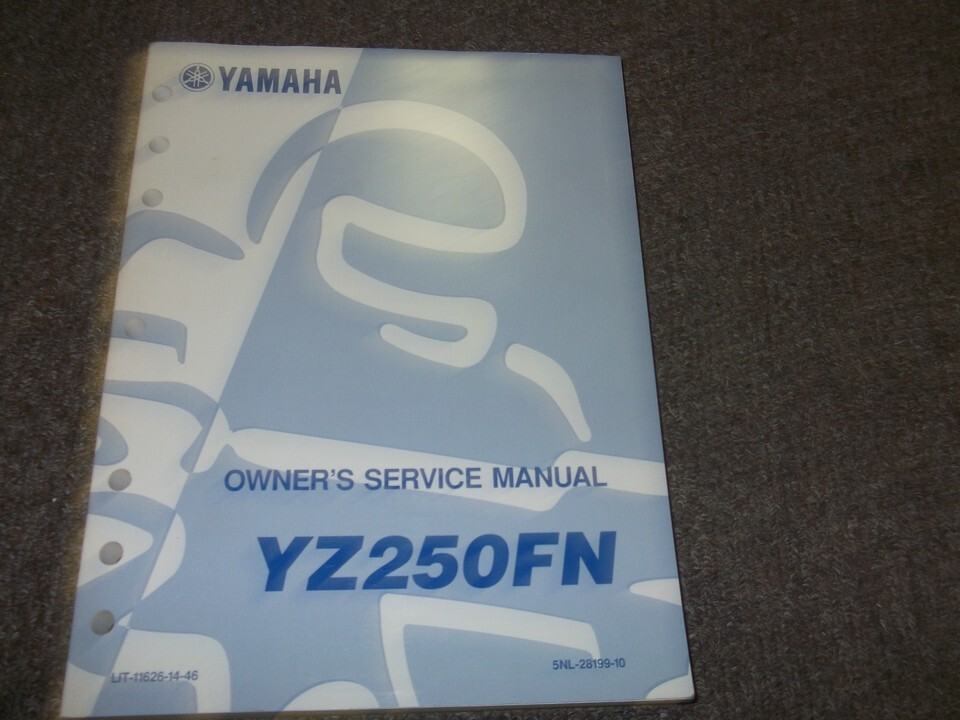 YAMAHA
OWNER'S SERVICE MANUAL
YZ250FN
LIT-11626-14-46
5NL-28199-10